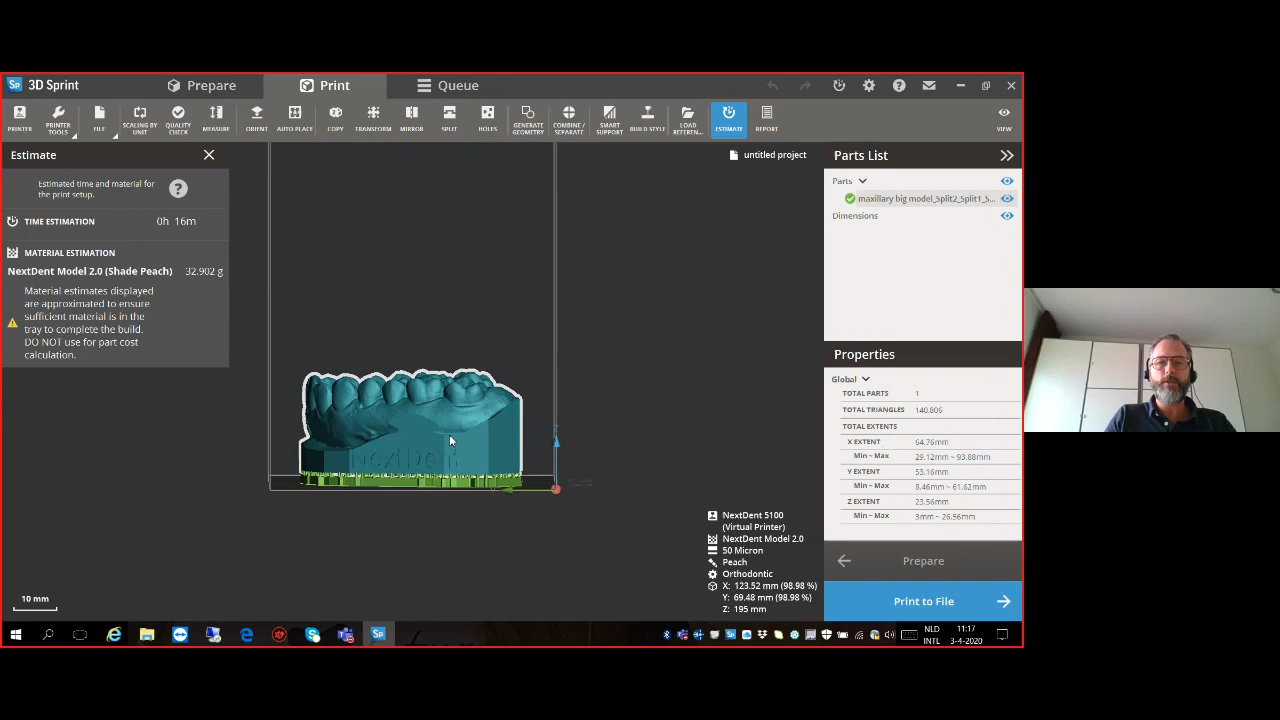 Sp 3D Sprint
Prepare
Print
Queue
PRINTER
PRINTER
TOOLS
FILE
SCALING BY
UNIT
QUALITY
CHECK
MEASURE
ORIENT
AUTO PLACE
COPY
TRANSFORM
MIRROR
SPLIT
HOLES
GENERATE
GEOMETRY
COMBINE /
SEPARATE
SMART
SUPPORT
BUILD STYLE
LOAD
REFEREN...
ESTIMATE
REPORT
VIEW
Estimate
Estimated time and material for
the print setup.
TIME ESTIMATION 0h 16m
MATERIAL ESTIMATION
NextDent Model 2.0 (Shade Peach) 32.902 g
Material estimates displayed
are approximated to ensure
sufficient material is in the
tray to complete the build.
DO NOT use for part cost
calculation.
untitled project
NextDent
10 mm
NextDent 5100
(Virtual Printer)
NextDent Model 2.0
50 Micron
Peach
Orthodontic
X: 123.52 mm (98.98 %)
Y: 69.48 mm (98.98 %)
Z: 195 mm
Parts List
Parts
maxillary big model_Split2_Split1_S...
Dimensions
Properties
Global
TOTAL PARTS 1
TOTAL TRIANGLES 140.806
TOTAL EXTENTS
X EXTENT 64.76mm
Min ~ Max 29.12mm ~ 93.88mm
Y EXTENT 53.16mm
Min ~ Max 8.46mm ~ 61.62mm
Z EXTENT 23.56mm
Min ~ Max 3mm ~ 26.56mm
Prepare
Print to File
Sp
NLD
INTL
11:17
3-4-2020